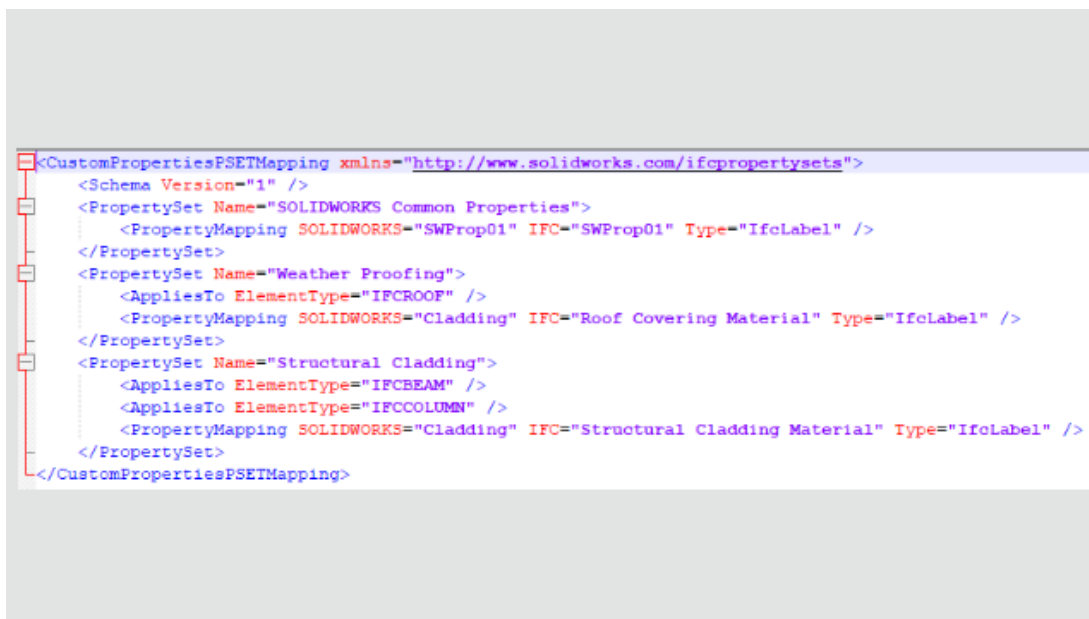 <CustomPropertiesPSETMapping xmlns="http://www.solidworks.com/ifcpropertysets">
<Schema Version="1" />
<PropertySet Name="SOLIDWORKS Common Properties">
<PropertyMapping SOLIDWORKS="SWProp01" IFC="SWProp01" Type="IfcLabel" />
</PropertySet>
<PropertySet Name="Weather Proofing">
<AppliesTo ElementType="IFCROOF" />
<PropertyMapping SOLIDWORKS="Cladding" IFC="Roof Covering Material" Type="IfcLabel" />
</PropertySet>
<PropertySet Name="Structural Cladding">
<AppliesTo ElementType="IFCBEAM" />
<AppliesTo ElementType="IFCCOLUMN" />
<PropertyMapping SOLIDWORKS="Cladding" IFC="Structural Cladding Material" Type="IfcLabel" />
</PropertySet>
</CustomPropertiesPSETMapping>